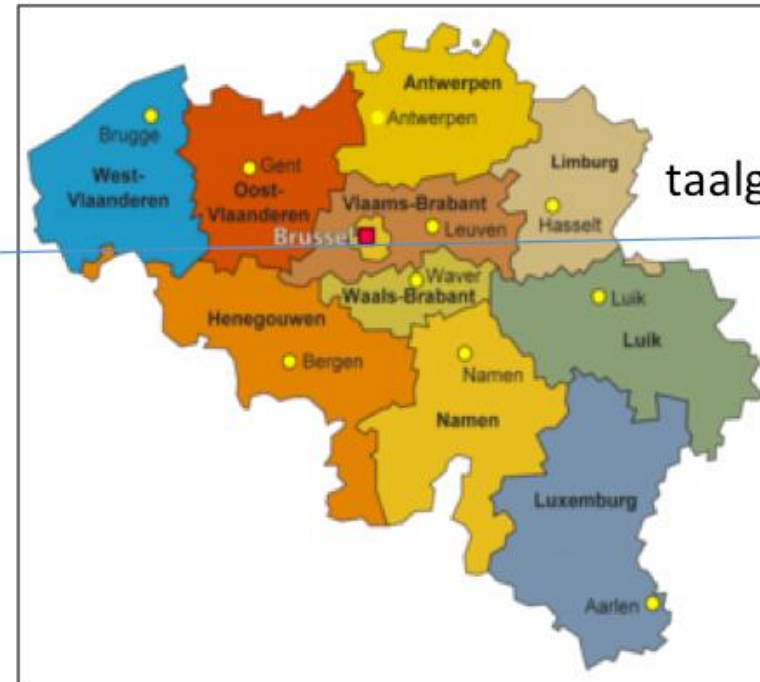 Antwerpen
Antwerpen
Brugge
West-
Vlaanderen
Gent
Oost-
Vlaanderen
Limburg
Hasselt
taalg
Vlaams-Brabant
Leuven
Brussel
Waver
Waals-Brabant
Henegouwen
Bergen
Luik
Luik
Namen
Namen
Luxemburg
Aarlen